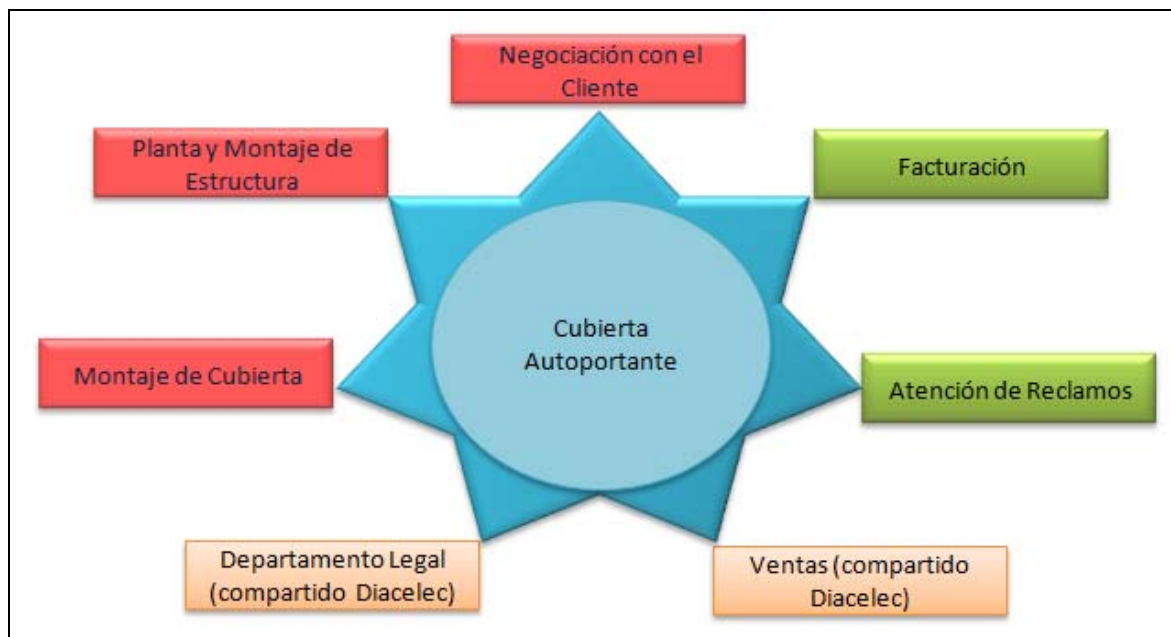 Negociación con el
Cliente
Planta y Montaje de
Estructura
Facturación
Cubierta
Autoportante
Montaje de Cubierta
Atención de Reclamos
Departamento Legal
(compartido Diacelec)
Ventas (compartido
Diacelec)